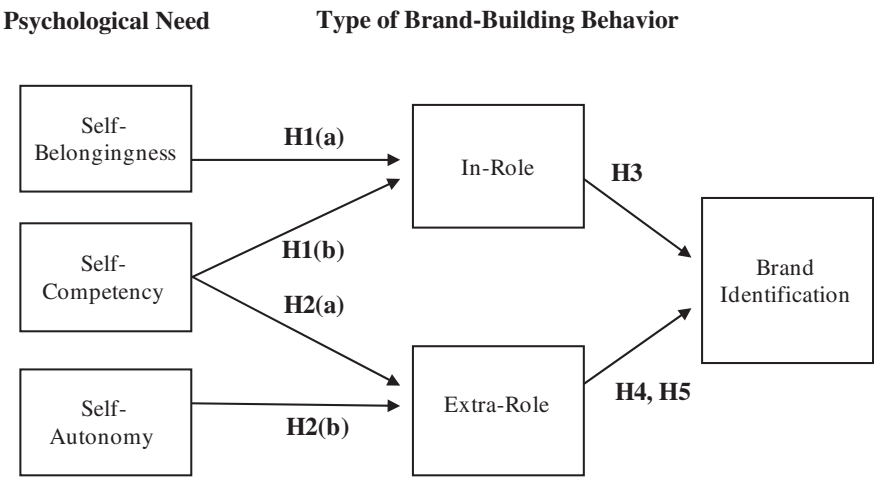 Psychological Need
Type of Brand-Building Behavior
Self-
Belongingness
H1(a)
In-Role
H3
Self-
Competency
H1(b)
H2(a)
Brand
Identification
Self-
Autonomy
H2(b)
Extra-Role
H4, H5